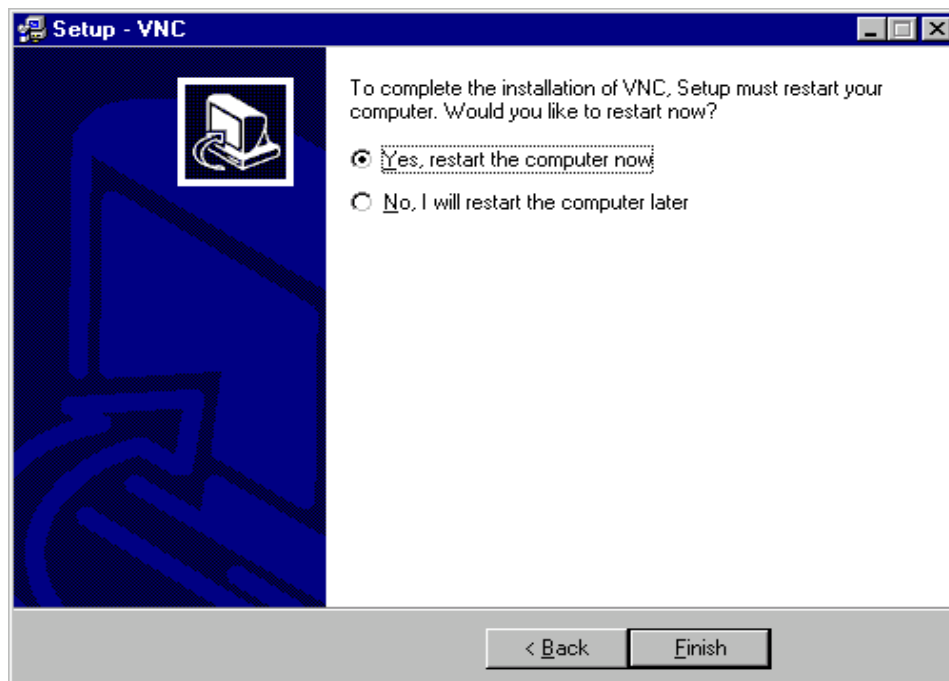 Setup - VNC
To complete the installation of VNC, Setup must restart your
computer. Would you like to restart now?
Yes, restart the computer now
No, I will restart the computer later
< Back
Finish